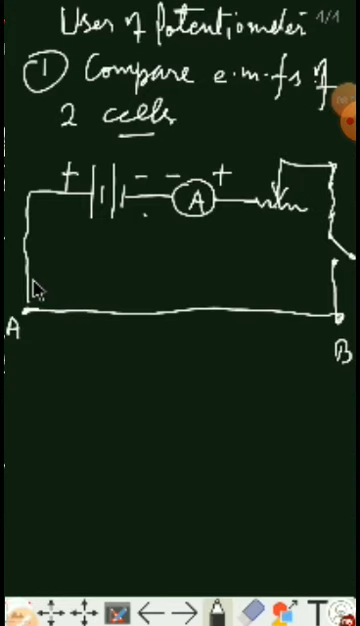 Uses of Potentiometer 1/1
① Compare e.m.fs of
2 cells
+ - - +
A
A
B
T